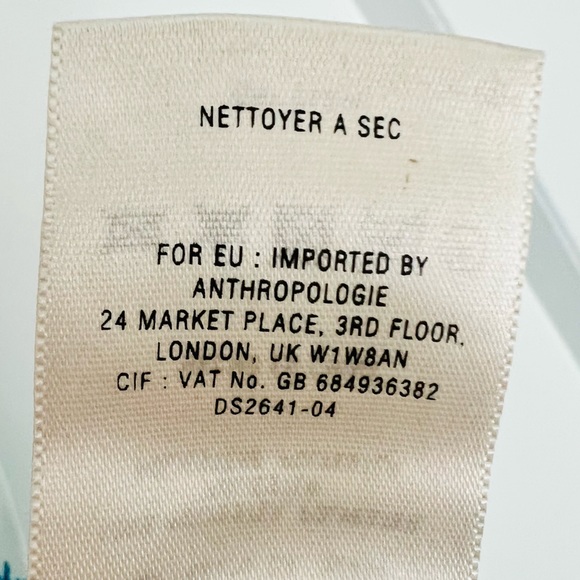 NETTOYER A SEC
FOR EU : IMPORTED BY
ANTHROPOLOGIE
24 MARKET PLACE, 3RD FLOOR,
LONDON, UK W1W8AN
CIF : VAT No. GB 684936382
DS2641-04